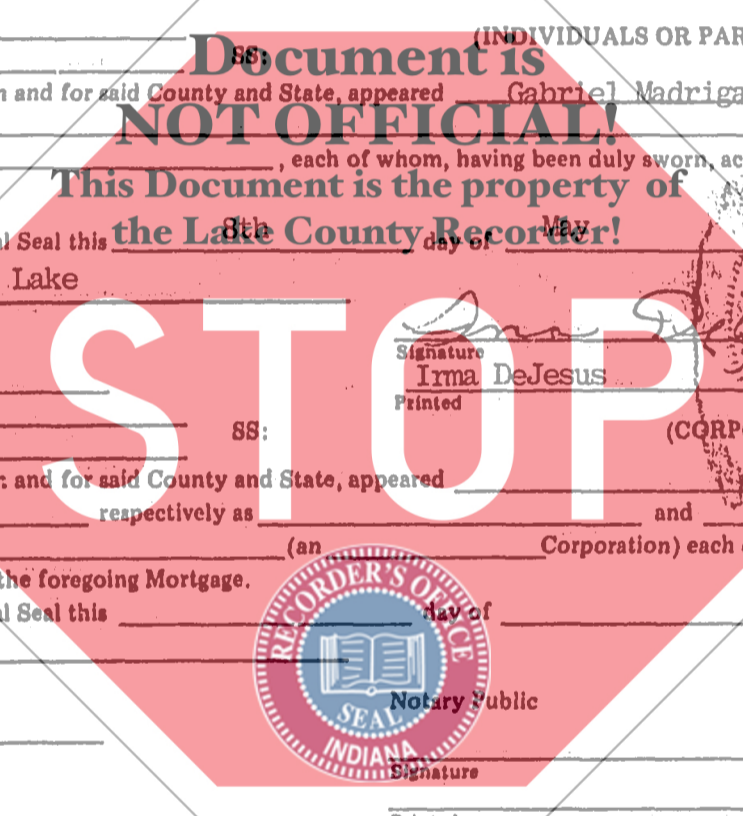 (INDIVIDUALS OR PAR
Document is
SS:
n and for said County and State, appeared Gabriel Madriga
NOT OFFICIAL!
, each of whom, having been duly sworn, ac
This Document is the property of
the Lake County Recorder!
l Seal this 8th day of May
Lake
STOP
Signature
Irma DeJesus
Printed
SS: (CORP
: and for said County and State, appeared
respectively as and
(an Corporation) each
the foregoing Mortgage.
l Seal this day of
RECORDER'S OFFICE
SEAL
INDIANA
Notary Public
Signature